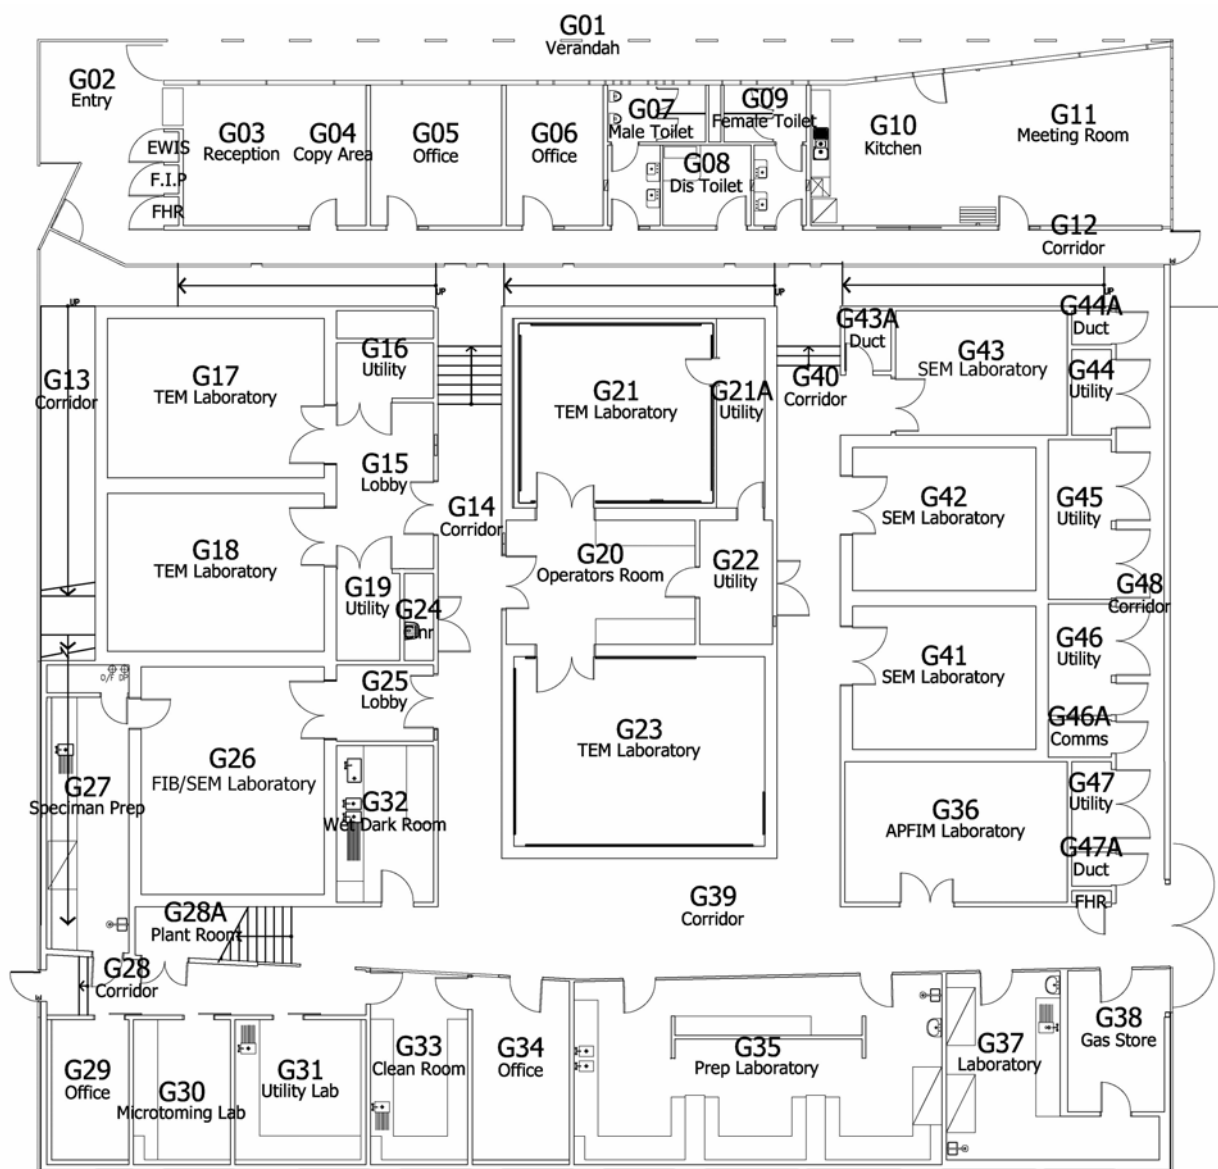 G01
Verandah
G02
Entry
EWIS
F.I.P
FHR
G03
Reception
G04
Copy Area
G05
Office
G06
Office
G07
Male Toilet
G08
Dis Toilet
G09
Female Toilet
G10
Kitchen
G11
Meeting Room
G12
Corridor
UP
UP
UP
UP
G13
Corridor
G17
TEM Laboratory
G16
Utility
G15
Lobby
G14
Corridor
G18
TEM Laboratory
G19
Utility
G24
G21
TEM Laboratory
G21A
Utility
G20
Operators Room
G22
Utility
G23
TEM Laboratory
G40
Corridor
G43A
Duct
G43
SEM Laboratory
G44A
Duct
G44
Utility
G42
SEM Laboratory
G45
Utility
G48
Corridor
G41
SEM Laboratory
G46
Utility
G46A
Comms
G36
APFIM Laboratory
G47
Utility
G47A
Duct
FHR
G25
Lobby
O/F DP
G26
FIB/SEM Laboratory
G27
Speciman Prep
G32
Wet Dark Room
G28A
Plant Room
G28
Corridor
G39
Corridor
G29
Office
G30
Microtoming Lab
G31
Utility Lab
G33
Clean Room
G34
Office
G35
Prep Laboratory
G37
Laboratory
G38
Gas Store